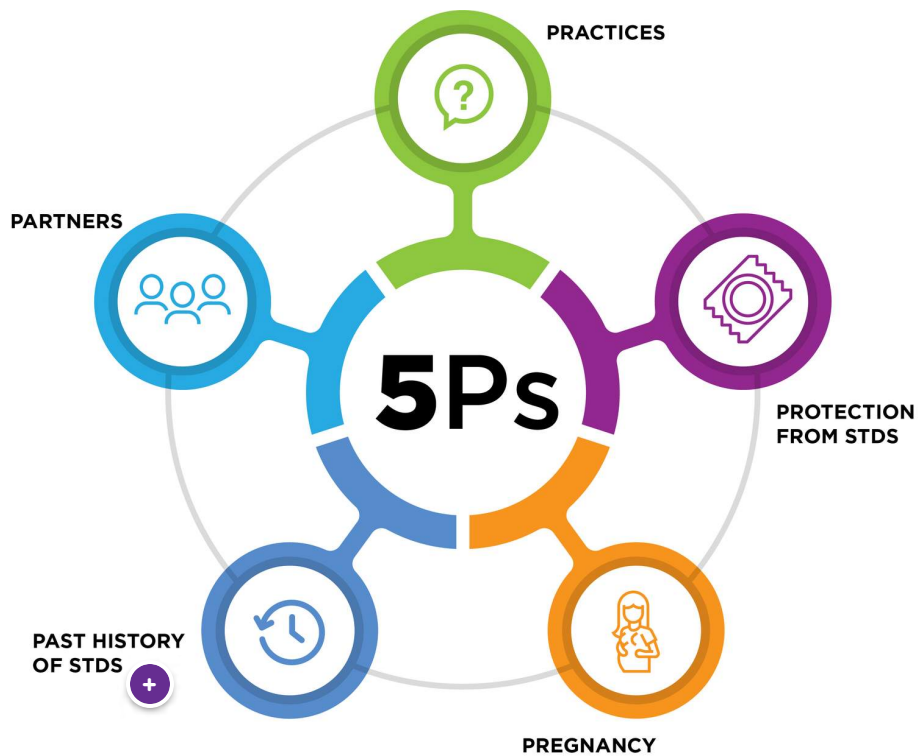 PRACTICES
?
PARTNERS
5Ps
PROTECTION
FROM STDS
PAST HISTORY
OF STDS
+
PREGNANCY